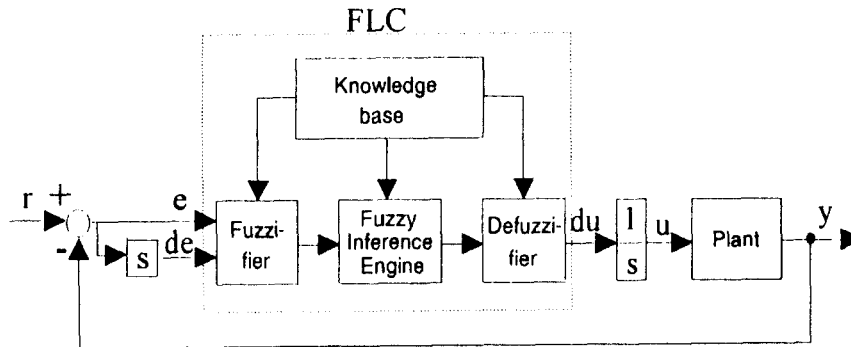 FLC
Knowledge
base
r
+
-
e
s
de
Fuzzi-
fier
Fuzzy
Inference
Engine
Defuzzi-
fier
du
1
s
u
Plant
y